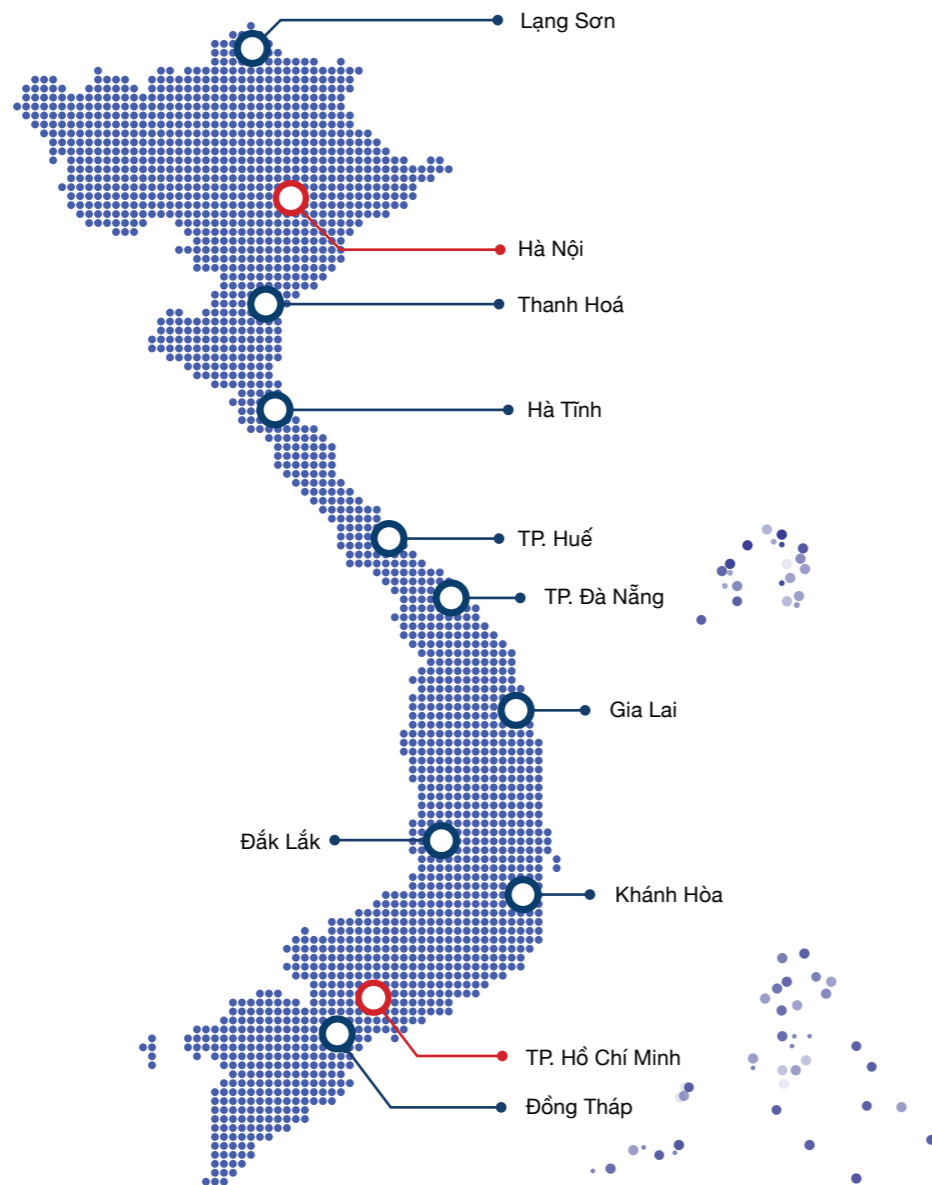 Lạng Sơn
Hà Nội
Thanh Hoá
Hà Tĩnh
TP. Huế
TP. Đà Nẵng
Gia Lai
Đắk Lắk
Khánh Hòa
TP. Hồ Chí Minh
Đồng Tháp